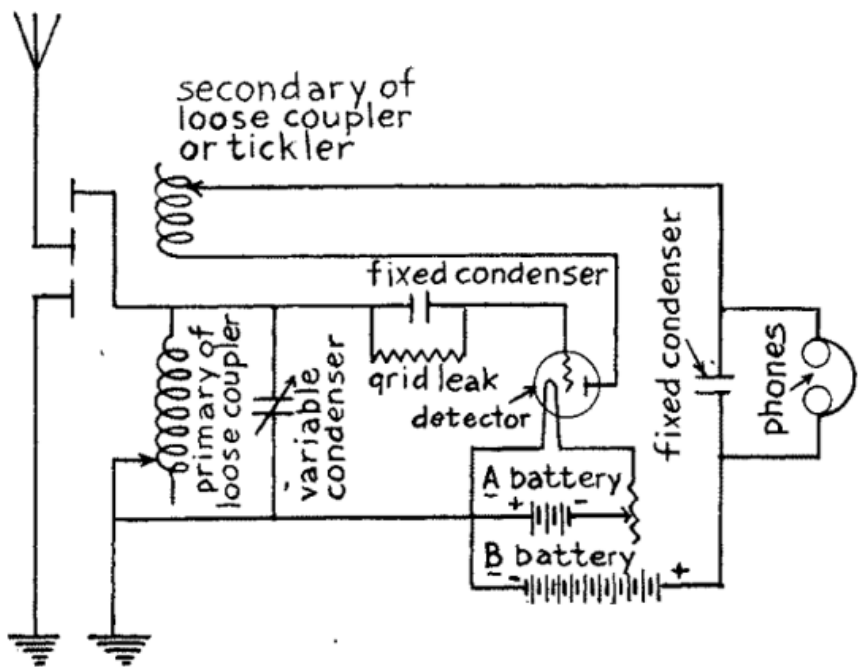 secondary of
loose coupler
or tickler
fixed condenser
fixed condenser
primary of
loose coupler
variable
condenser
grid leak
detector
phones
A battery
+ -
B battery
- +